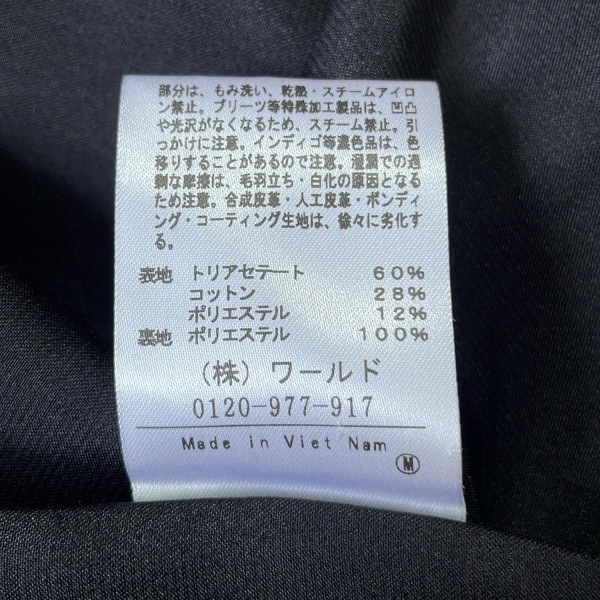 部分は、もみ洗い、乾燥・スチームアイロ
ン禁止。プリーツ等特殊加工製品は、凹凸
や光沢がなくなるため、スチーム禁止。引
っかけに注意。インディゴ等濃色品は、色
移りすることがあるので注意。湿潤での過
剰な摩擦は、毛羽立ち・白化の原因となる
ため注意。合成皮革・人工皮革・ボンディ
ング・コーティング生地は、徐々に劣化す
る。
表地 トリアセテート 60%
コットン 28%
ポリエステル 12%
裏地 ポリエステル 100%
（株）ワールド
0120-977-917
Made in Viet Nam
Ⓜ